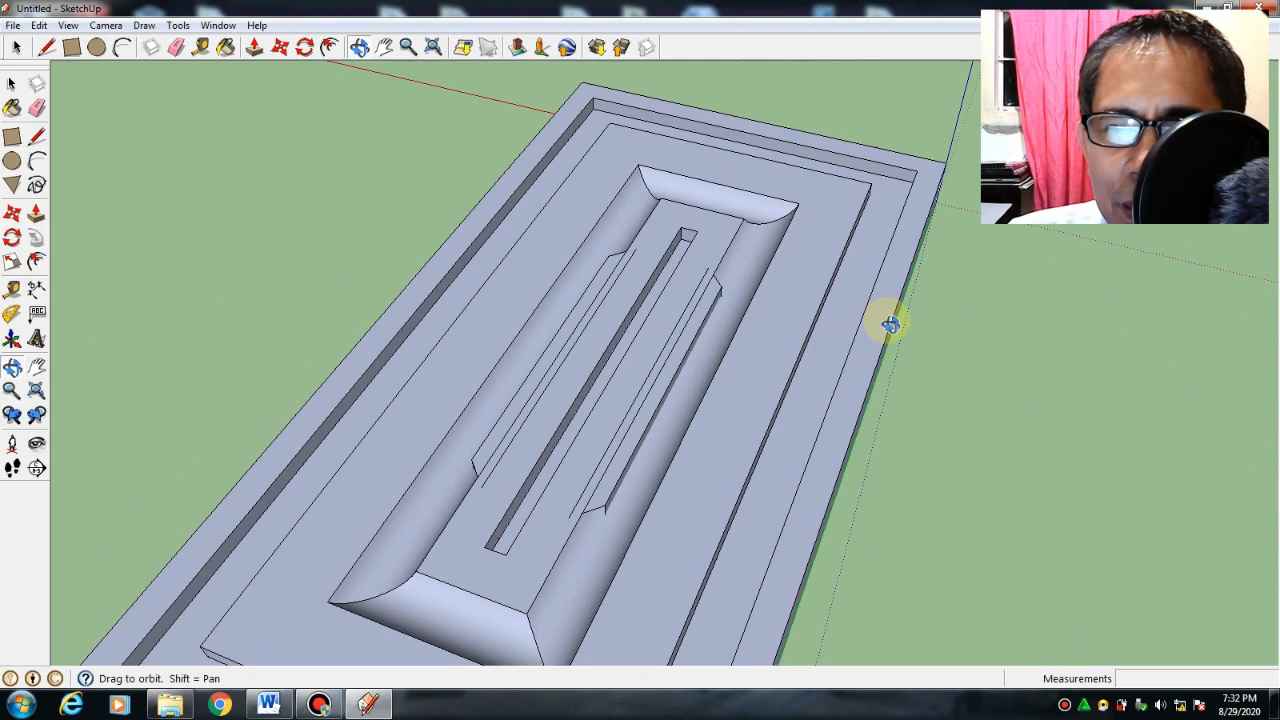 Untitled - SketchUp
File Edit View Camera Draw Tools Window Help
ABC
A
Drag to orbit. Shift = Pan
Measurements
7:32 PM
8/29/2020